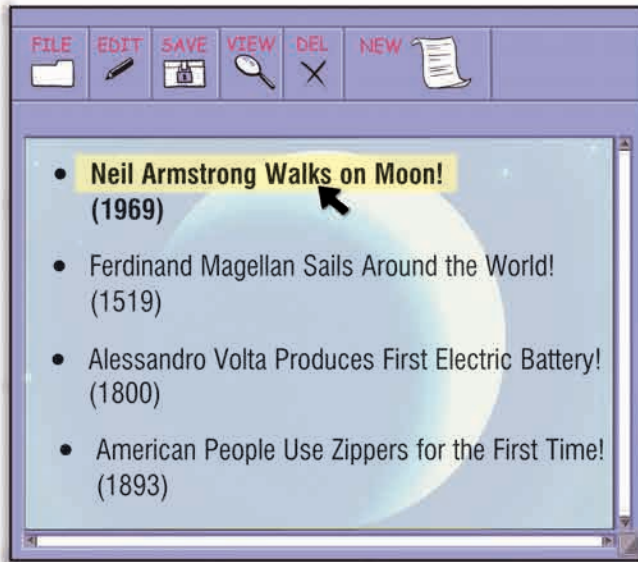 FILE EDIT SAVE VIEW DEL NEW
• Neil Armstrong Walks on Moon!
(1969)
• Ferdinand Magellan Sails Around the World!
(1519)
• Alessandro Volta Produces First Electric Battery!
(1800)
• American People Use Zippers for the First Time!
(1893)